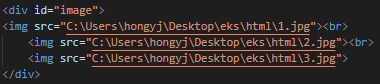 <div id="image">
<img src="C:\Users\hongyj\Desktop\eks\html\1.jpg"><br>
<img src="C:\Users\hongyj\Desktop\eks\html\2.jpg"><br>
<img src="C:\Users\hongyj\Desktop\eks\html\3.jpg">
</div>